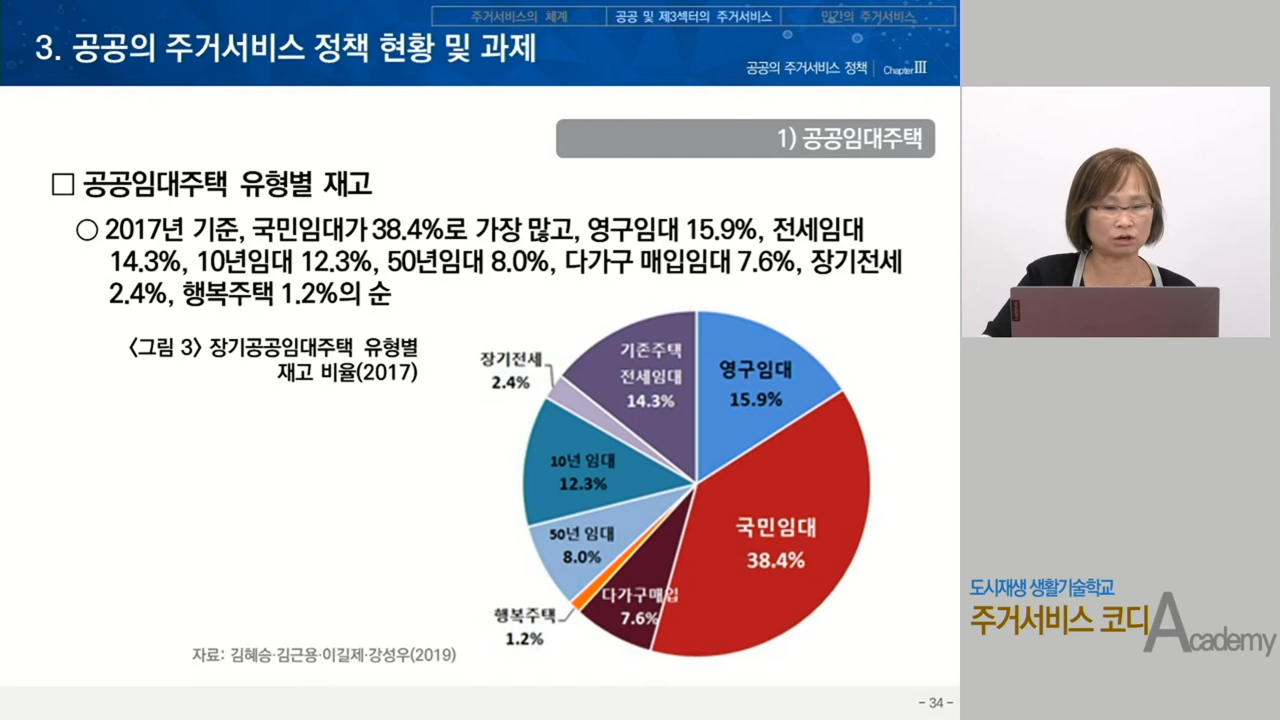 주거서비스의 체계
공공 및 제3섹터의 주거서비스
민간의 주거서비스
3. 공공의 주거서비스 정책 현황 및 과제
공공의 주거서비스 정책 Chapter Ⅲ
1) 공공임대주택
□ 공공임대주택 유형별 재고
○ 2017년 기준, 국민임대가 38.4%로 가장 많고, 영구임대 15.9%, 전세임대
14.3%, 10년임대 12.3%, 50년임대 8.0%, 다가구 매입임대 7.6%, 장기전세
2.4%, 행복주택 1.2%의 순
<그림 3> 장기공공임대주택 유형별
재고 비율(2017)
장기전세
2.4%
기존주택
전세임대
14.3%
영구임대
15.9%
10년 임대
12.3%
국민임대
38.4%
50년 임대
8.0%
다가구매입
7.6%
행복주택
1.2%
자료: 김혜승·김근용·이길제·강성우(2019)
- 34 -
Lenovo
도시재생 생활기술학교
주거서비스 코디
Academy